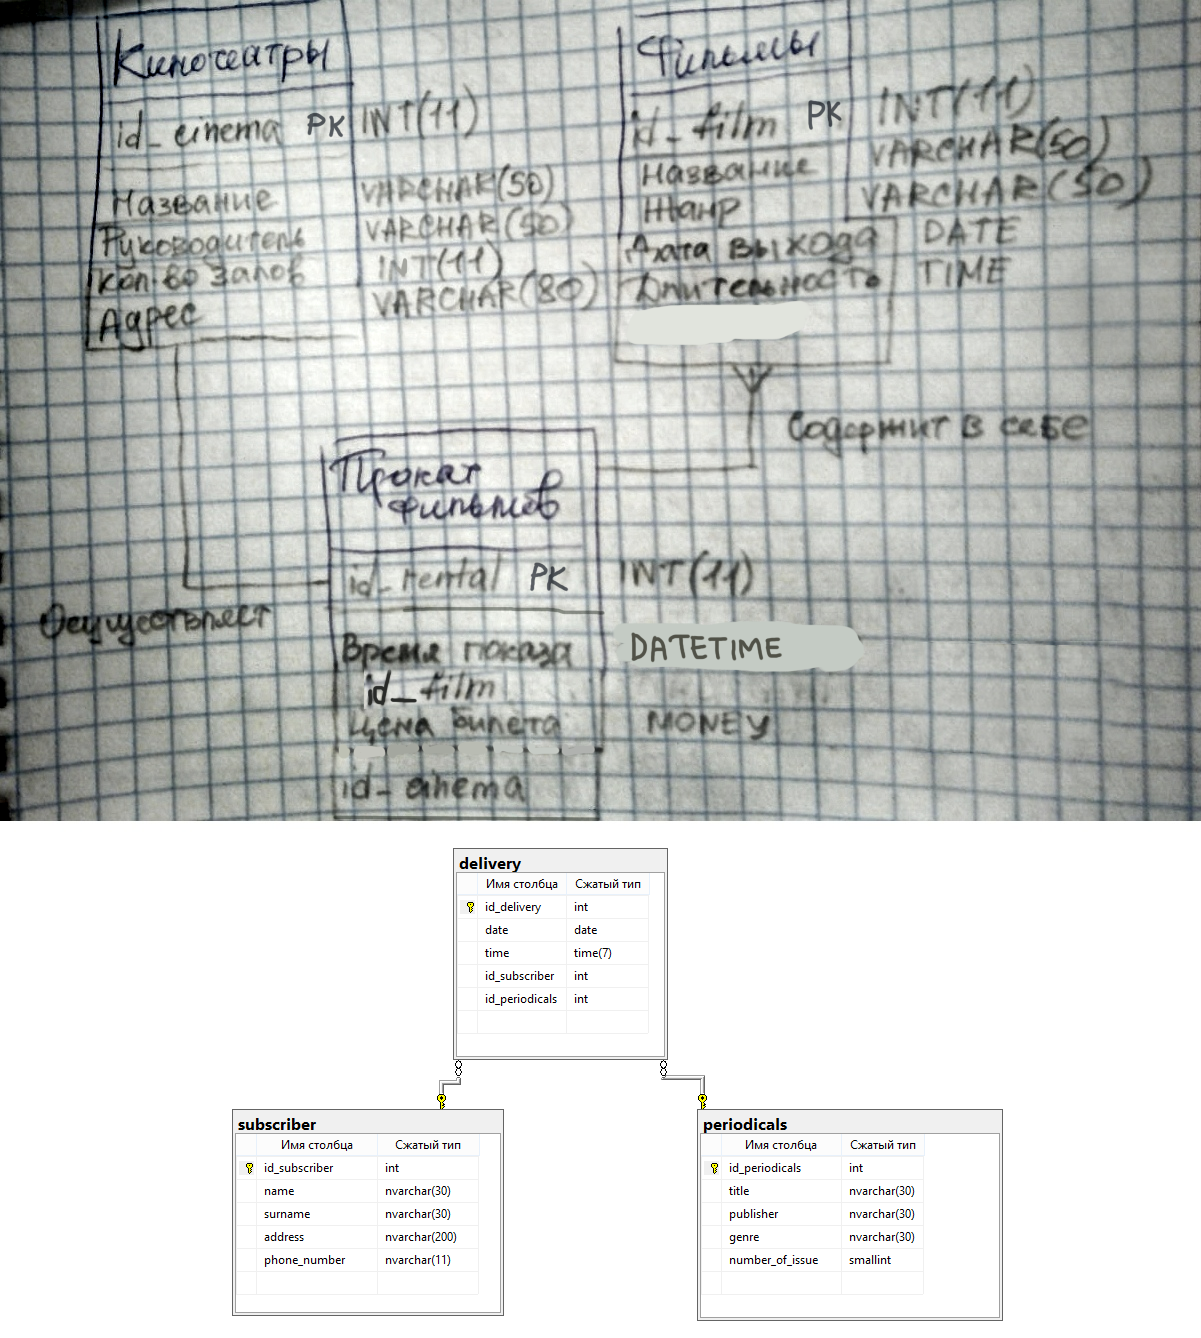 Кинотеатры
id_cinema PK INT(11)
Название VARCHAR(50)
Руководитель VARCHAR(50)
Кол-во залов INT(11)
Адрес VARCHAR(80)
Фильмы
id_film PK INT(11)
Название VARCHAR(50)
Жанр VARCHAR(50)
Дата выхода DATE
Длительность TIME
Содержит в себе
Прокат
фильмов
id_rental PK INT(11)
Осуществляет
Время показа DATETIME
id_film
Цена билета MONEY
id_cinema
delivery
Имя столбца Сжатый тип
id_delivery int
date date
time time(7)
id_subscriber int
id_periodicals int
subscriber
Имя столбца Сжатый тип
id_subscriber int
name nvarchar(30)
surname nvarchar(30)
address nvarchar(200)
phone_number nvarchar(11)
periodicals
Имя столбца Сжатый тип
id_periodicals int
title nvarchar(30)
publisher nvarchar(30)
genre nvarchar(30)
number_of_issue smallint